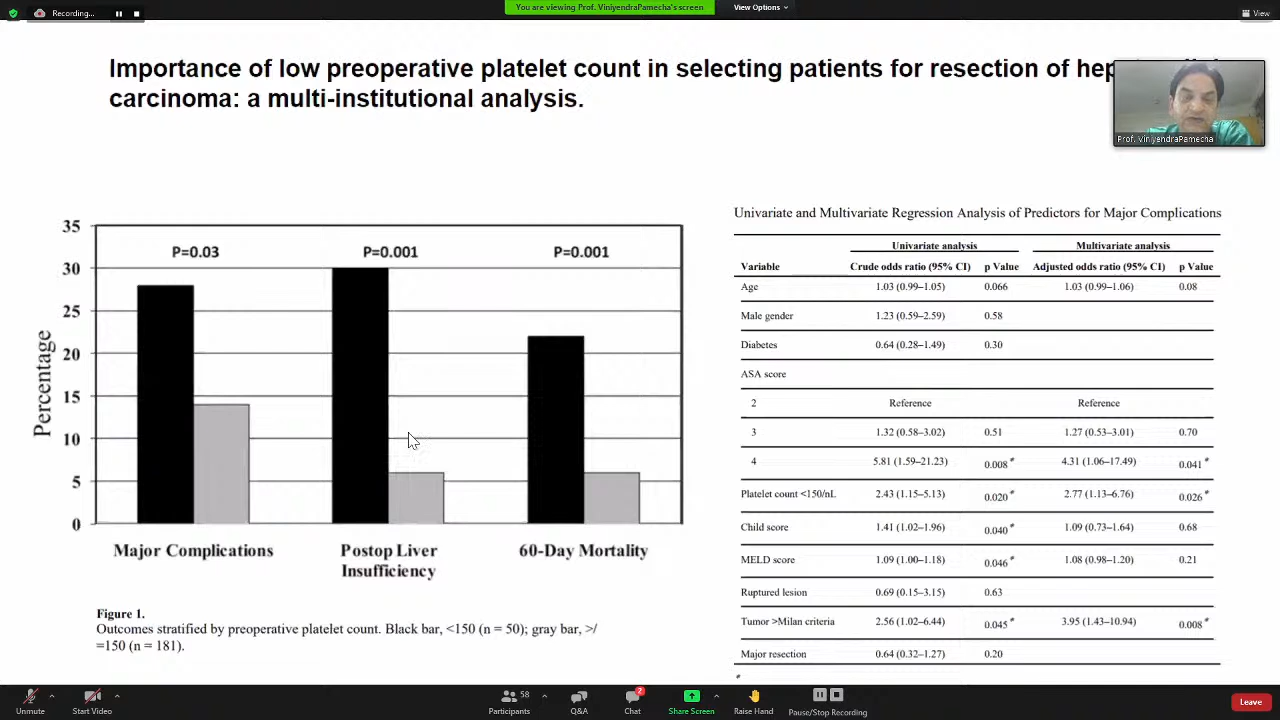 Recording...
You are viewing Prof. ViniyendraPamecha's screen
View Options
View
Importance of low preoperative platelet count in selecting patients for resection of
carcinoma: a multi-institutional analysis.
Prof. ViniyendraPamecha
35
30
25
20
15
10
5
0
Percentage
P=0.03 P=0.001 P=0.001
Major Complications
Postop Liver
Insufficiency
60-Day Mortality
Figure 1.
Outcomes stratified by preoperative platelet count. Black bar, <150 (n = 50); gray bar, >/
=150 (n = 181).
Univariate and Multivariate Regression Analysis of Predictors for Major Complications
Univariate analysis Multivariate analysis
Variable Crude odds ratio (95% CI) p Value Adjusted odds ratio (95% CI) p Value
Age 1.03 (0.99–1.05) 0.066 1.03 (0.99–1.06) 0.08
Male gender 1.23 (0.59–2.59) 0.58
Diabetes 0.64 (0.28–1.49) 0.30
ASA score
2 Reference Reference
3 1.32 (0.58–3.02) 0.51 1.27 (0.53–3.01) 0.70
4 5.81 (1.59–21.23) 0.008 # 4.31 (1.06–17.49) 0.041 #
Platelet count <150/nL 2.43 (1.15–5.13) 0.020 # 2.77 (1.13–6.76) 0.026 #
Child score 1.41 (1.02–1.96) 0.040 # 1.09 (0.73–1.64) 0.68
MELD score 1.09 (1.00–1.18) 0.046 # 1.08 (0.98–1.20) 0.21
Ruptured lesion 0.69 (0.15–3.15) 0.63
Tumor >Milan criteria 2.56 (1.02–6.44) 0.045 # 3.95 (1.43–10.94) 0.008 #
Major resection 0.64 (0.32–1.27) 0.20
#
Unmute
Start Video
58
Participants
Q&A
2
Chat
Share Screen
Raise Hand
Pause/Stop Recording
Leave